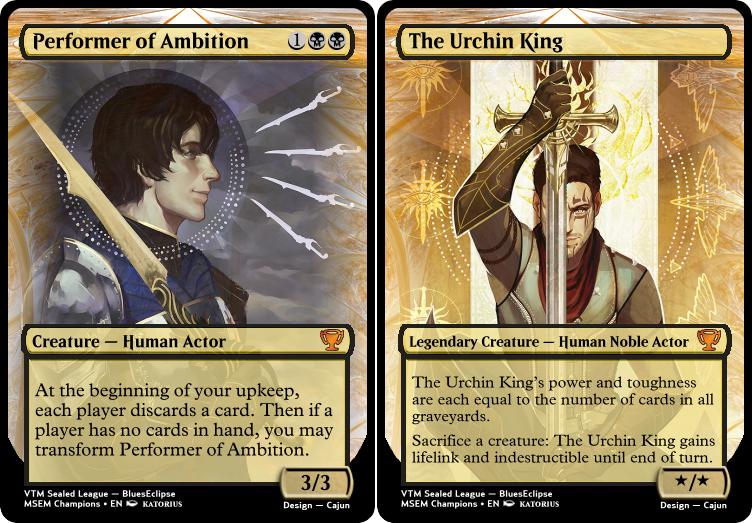 Performer of Ambition 1
Creature — Human Actor
At the beginning of your upkeep,
each player discards a card. Then if a
player has no cards in hand, you may
transform Performer of Ambition.
3/3
VTM Sealed League — BluesEclipse
MSEM Champions • EN KATORIUS
Design — Cajun
The Urchin King
Legendary Creature — Human Noble Actor
The Urchin King's power and toughness
are each equal to the number of cards in all
graveyards.
Sacrifice a creature: The Urchin King gains
lifelink and indestructible until end of turn.
★/★
VTM Sealed League — BluesEclipse
MSEM Champions • EN KATORIUS
Design — Cajun